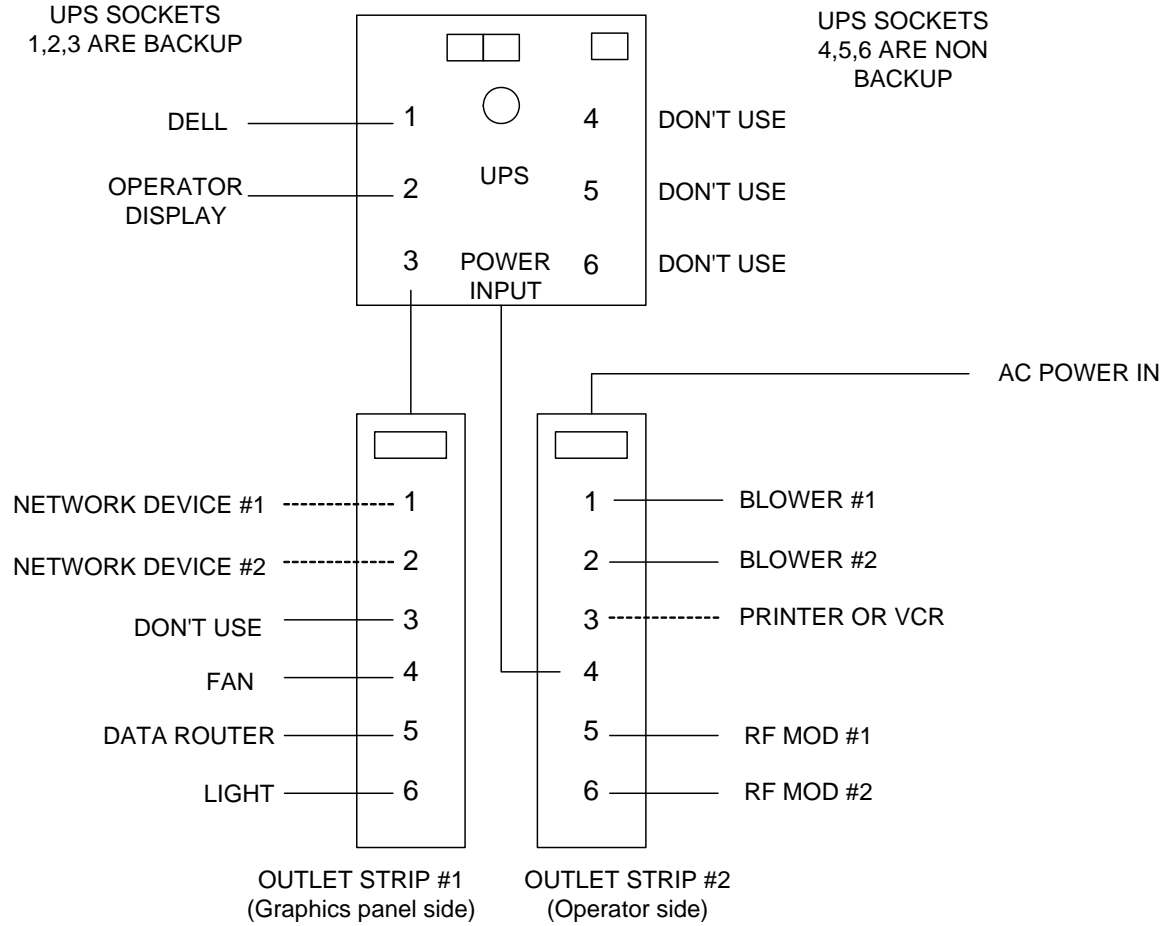 UPS SOCKETS
1,2,3 ARE BACKUP
UPS SOCKETS
4,5,6 ARE NON
BACKUP
DELL
1
4
DON'T USE
OPERATOR
DISPLAY
2
UPS
5
DON'T USE
3
POWER
INPUT
6
DON'T USE
AC POWER IN
NETWORK DEVICE #1
1
1
BLOWER #1
NETWORK DEVICE #2
2
2
BLOWER #2
DON'T USE
3
3
PRINTER OR VCR
FAN
4
4
DATA ROUTER
5
5
RF MOD #1
LIGHT
6
6
RF MOD #2
OUTLET STRIP #1
(Graphics panel side)
OUTLET STRIP #2
(Operator side)